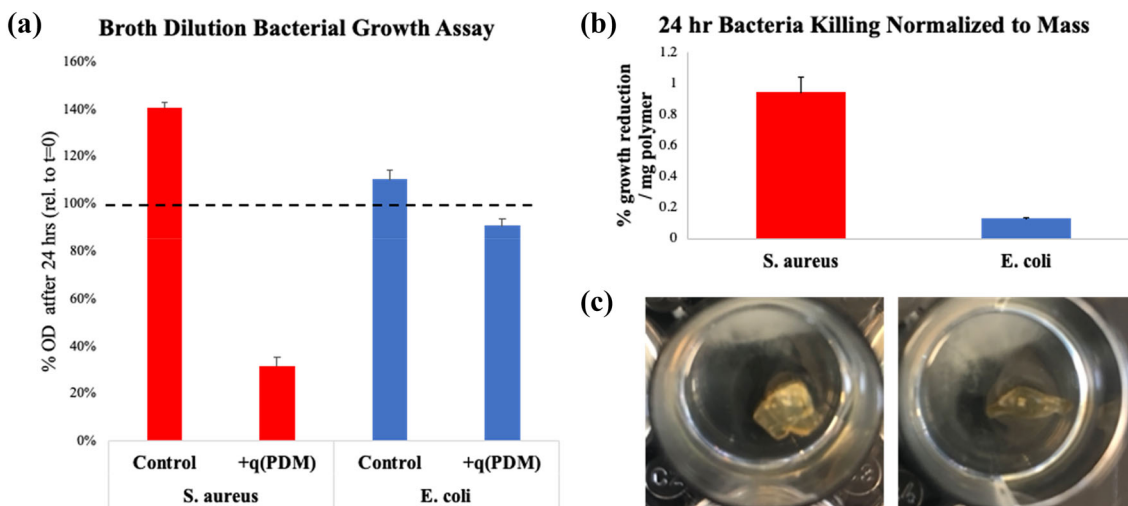 (a)
Broth Dilution Bacterial Growth Assay
% OD atfter 24 hrs (rel. to t=0)
160%
140%
120%
100%
80%
60%
40%
20%
0%
Control
+q(PDM)
Control
+q(PDM)
S. aureus
E. coli
(b)
24 hr Bacteria Killing Normalized to Mass
% growth reduction
/ mg polymer
1.2
1
0.8
0.6
0.4
0.2
0
S. aureus
E. coli
(c)